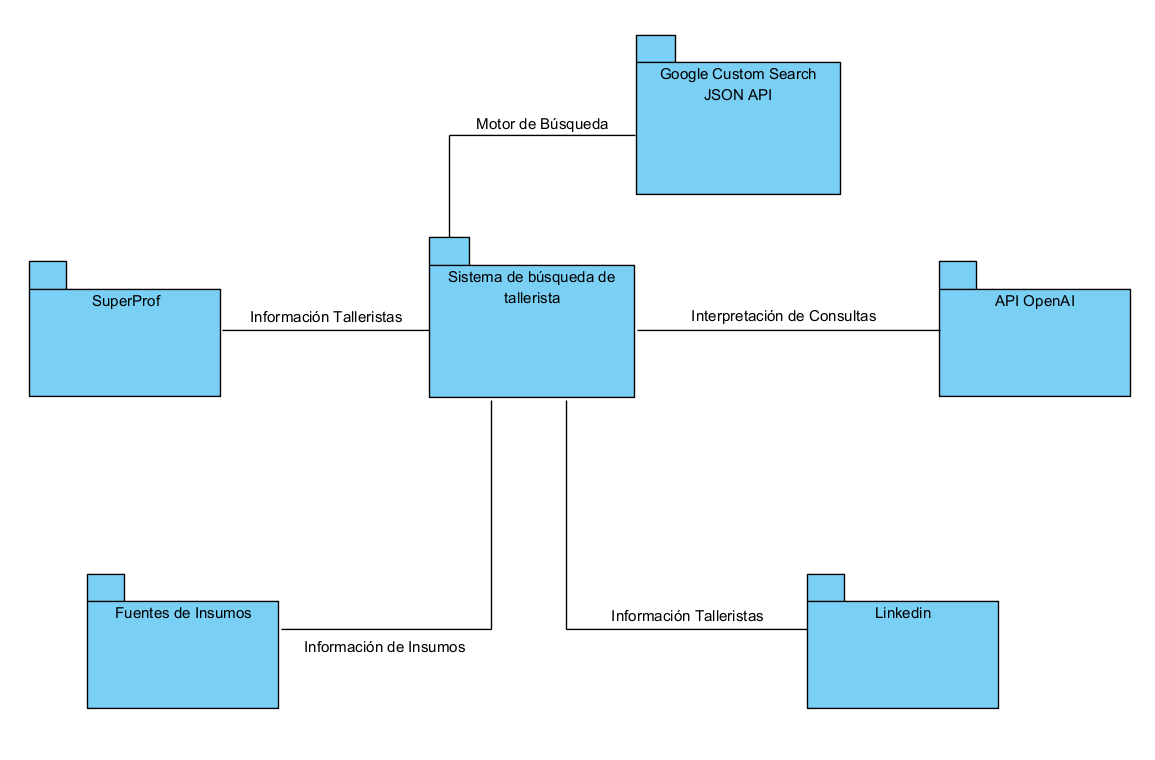 Google Custom Search
JSON API
Motor de Búsqueda
Sistema de búsqueda de
tallerista
SuperProf
Información Talleristas
Interpretación de Consultas
API OpenAI
Fuentes de Insumos
Información de Insumos
Información Talleristas
Linkedin